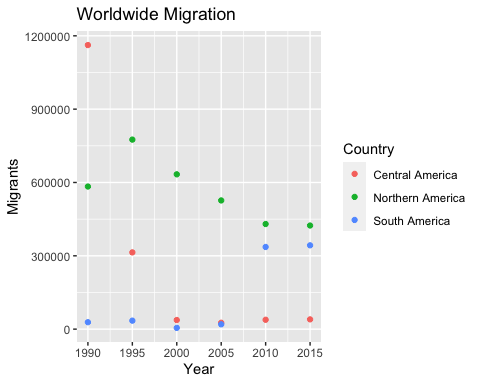 Worldwide Migration
1200000
900000
600000
300000
0
Migrants
1990 1995 2000 2005 2010 2015
Year
Country
Central America
Northern America
South America